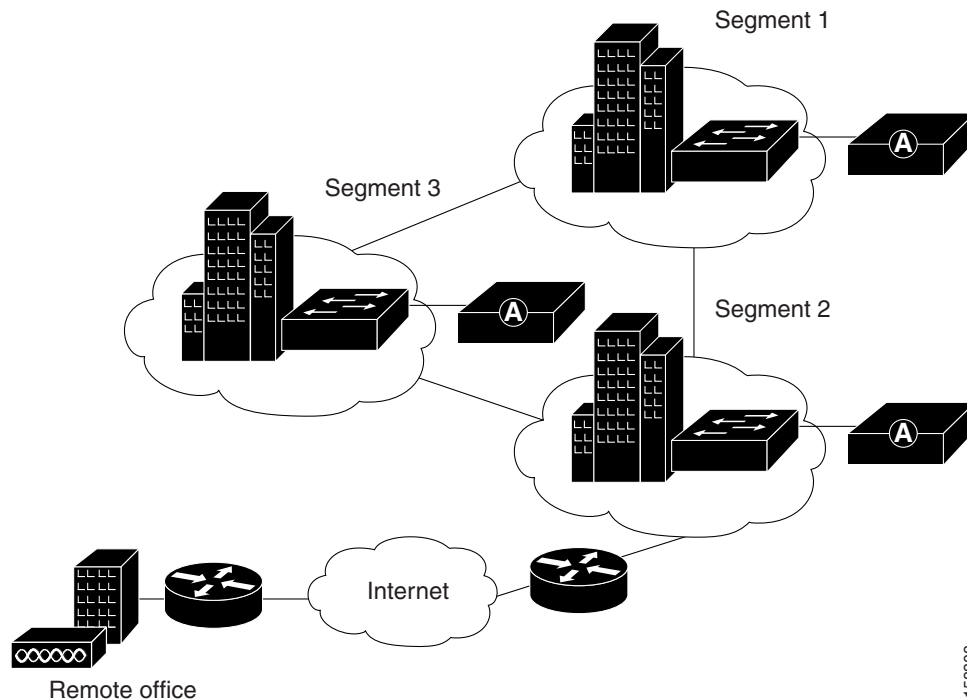 Segment 1
A
Segment 3
A
Segment 2
A
Internet
Remote office